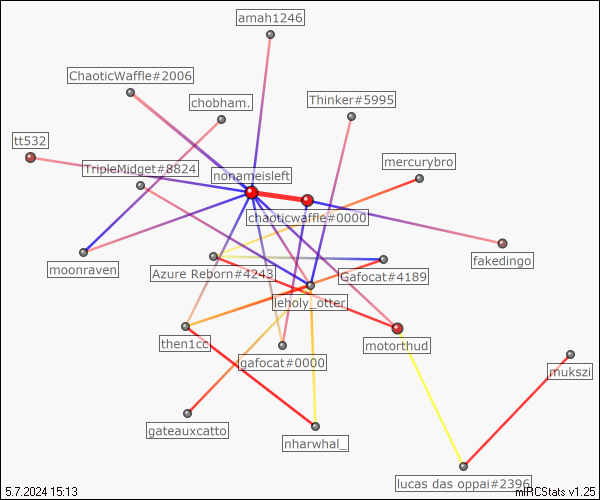 amah1246
ChaoticWaffle#2006
chobham.
Thinker#5995
tt532
TripleMidget#8824
mercurybro
nonameisleft
chaoticwaffle#0000
moonraven
Azure Reborn#4243
Gafocat#4189
fakedingo
leholy_otter
then1cc
gafocat#0000
motorthud
mukszi
gateauxcatto
nharwhal_
lucas das oppai#2396
5.7.2024 15:13
mIRCStats v1.25